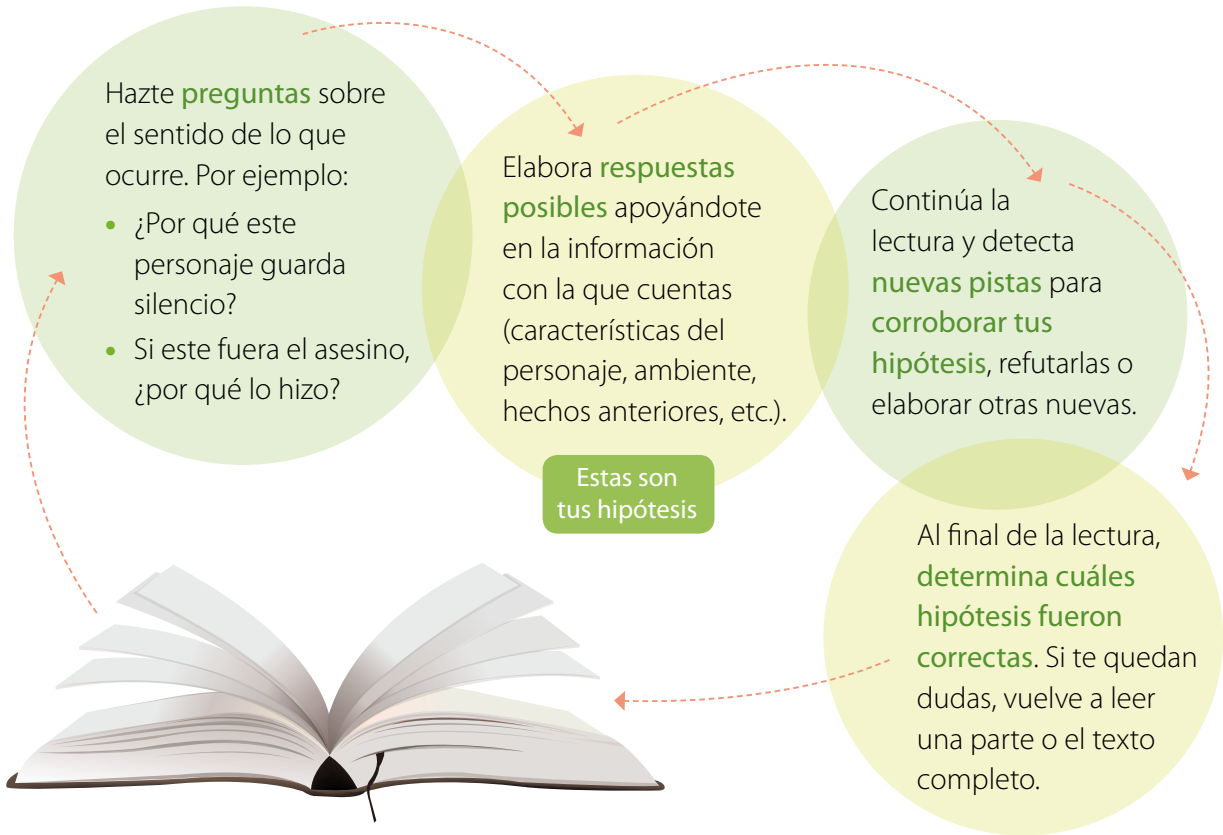 Hazte preguntas sobre
el sentido de lo que
ocurre. Por ejemplo:
• ¿Por qué este
personaje guarda
silencio?
• Si este fuera el asesino,
¿por qué lo hizo?
Elabora respuestas
posibles apoyándote
en la información
con la que cuentas
(características del
personaje, ambiente,
hechos anteriores, etc.).
Estas son
tus hipótesis
Continúa la
lectura y detecta
nuevas pistas para
corroborar tus
hipótesis, refutarlas o
elaborar otras nuevas.
Al final de la lectura,
determina cuáles
hipótesis fueron
correctas. Si te quedan
dudas, vuelve a leer
una parte o el texto
completo.